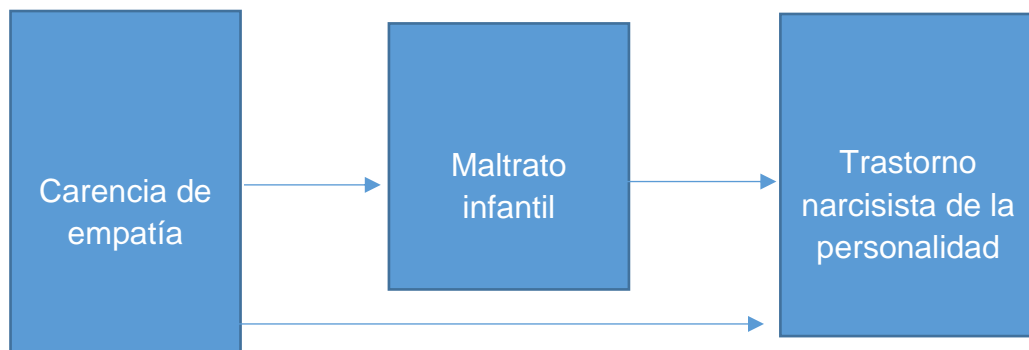 Carencia de
empatía
Maltrato
infantil
Trastorno
narcisista de la
personalidad